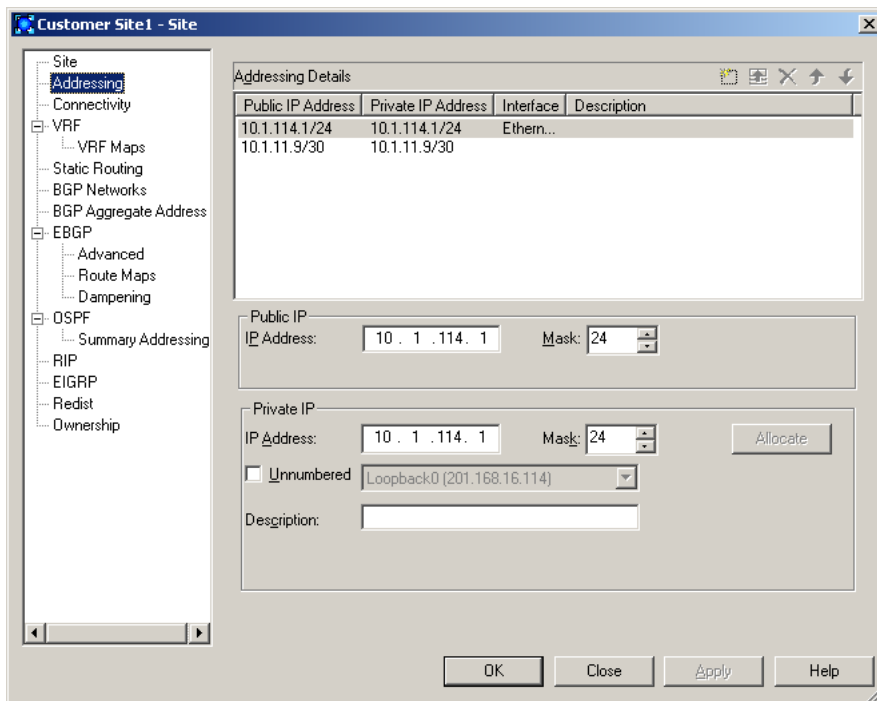 Customer Site1 - Site
Site
Addressing
Connectivity
VRF
VRF Maps
Static Routing
BGP Networks
BGP Aggregate Address
EBGP
Advanced
Route Maps
Dampening
OSPF
Summary Addressing
RIP
EIGRP
Redist
Ownership
Addressing Details
Public IP Address Private IP Address Interface Description
10.1.114.1/24 10.1.114.1/24 Ethern...
10.1.11.9/30 10.1.11.9/30
Public IP
IP Address: 10 . 1 .114. 1 Mask: 24
Private IP
IP Address: 10 . 1 .114. 1 Mask: 24 Allocate
Unnumbered Loopback0 (201.168.16.114)
Description:
OK Close Apply Help